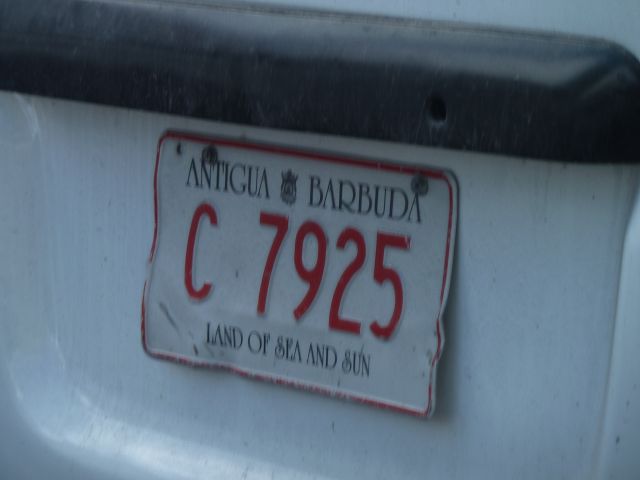 ANTIGUA BARBUDA
C 7925
LAND OF SEA AND SUN